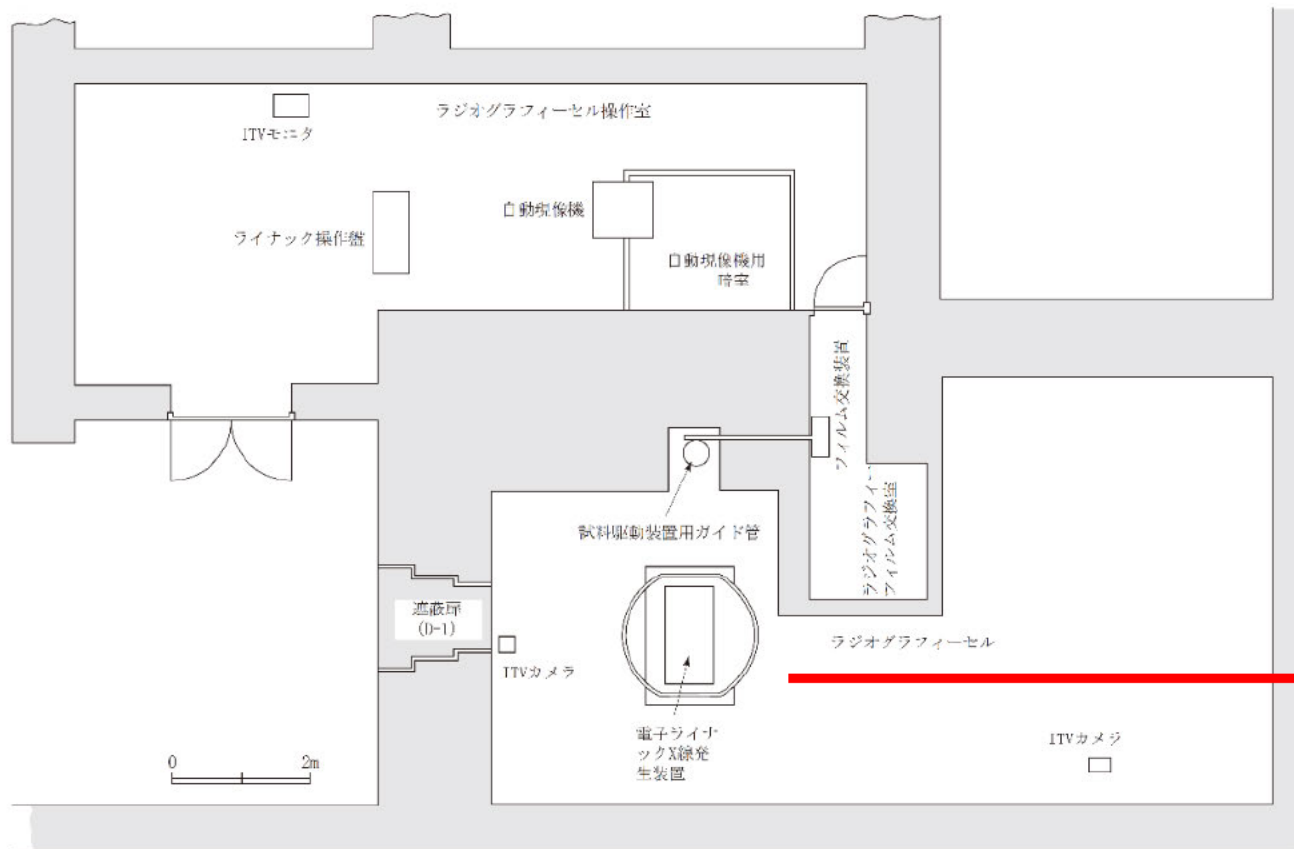 ラジオグラフィーセル操作室
ITVモニタ
自動現像機
ライナック操作盤
自動現像機用
暗室
フィルム交換装置
ラジオグラフィー
フィルム交換室
試料駆動装置用ガイド管
遮蔽扉
(D-1)
ラジオグラフィーセル
ITVカメラ
電子ライナ
ックX線発
生装置
ITVカメラ
0 2m